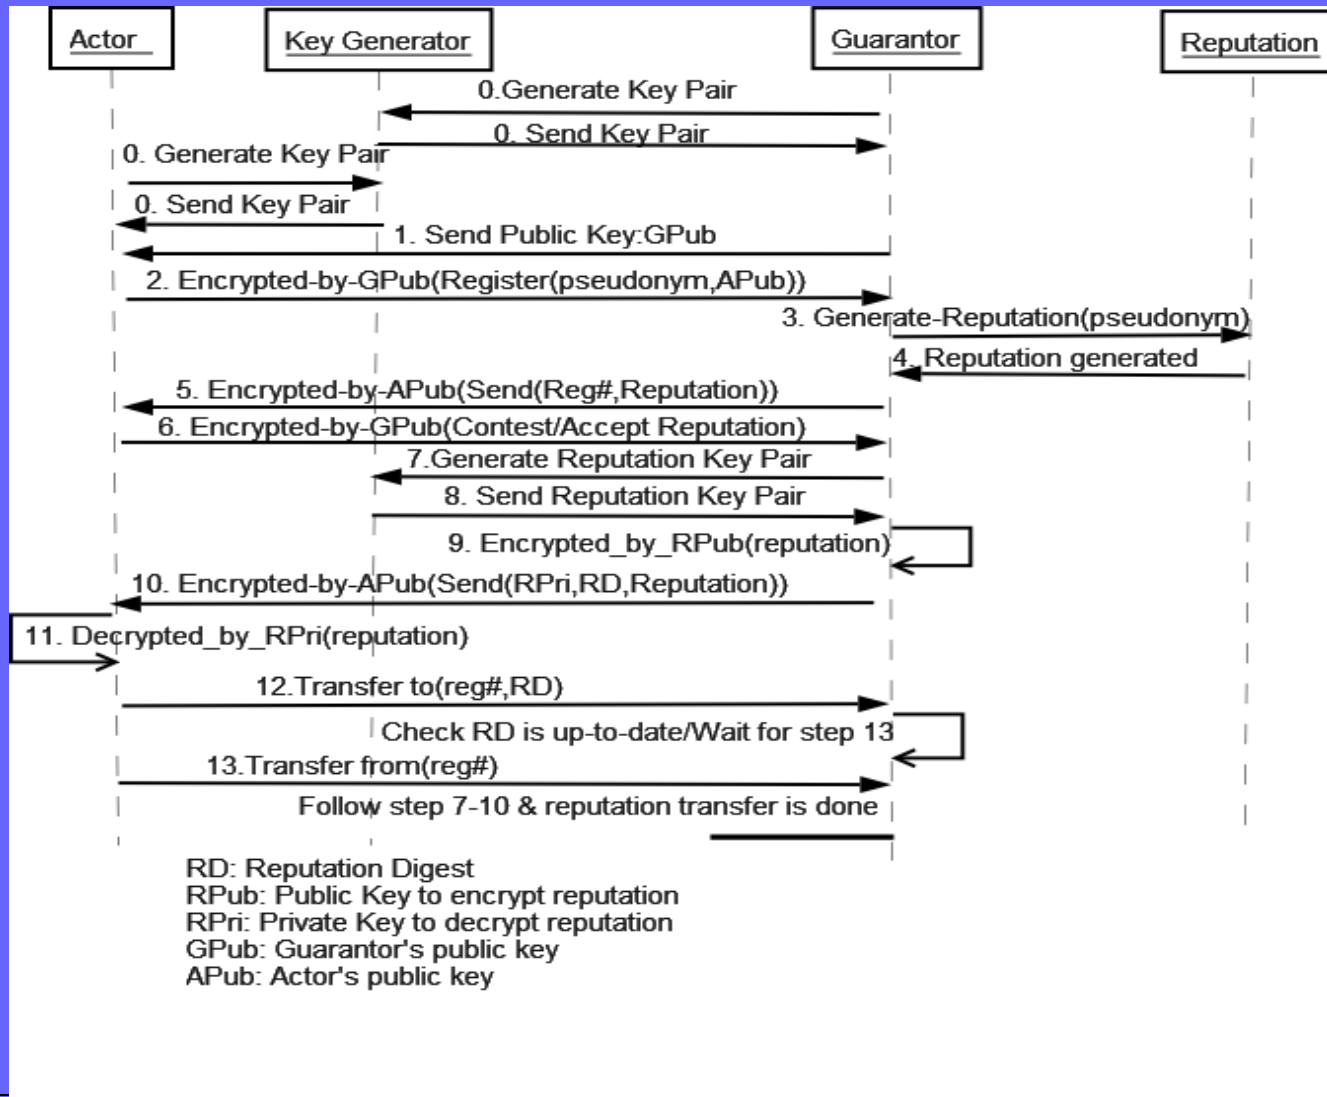 Actor
Key Generator
Guarantor
Reputation
0.Generate Key Pair
0. Send Key Pair
0. Generate Key Pair
0. Send Key Pair
1. Send Public Key:GPub
2. Encrypted-by-GPub(Register(pseudonym,APub))
3. Generate-Reputation(pseudonym)
4. Reputation generated
5. Encrypted-by-APub(Send(Reg#,Reputation))
6. Encrypted-by-GPub(Contest/Accept Reputation)
7.Generate Reputation Key Pair
8. Send Reputation Key Pair
9. Encrypted_by_RPub(reputation)
10. Encrypted-by-APub(Send(RPri,RD,Reputation))
11. Decrypted_by_RPri(reputation)
12.Transfer to(reg#,RD)
Check RD is up-to-date/Wait for step 13
13.Transfer from(reg#)
Follow step 7-10 & reputation transfer is done
RD: Reputation Digest
RPub: Public Key to encrypt reputation
RPri: Private Key to decrypt reputation
GPub: Guarantor's public key
APub: Actor's public key